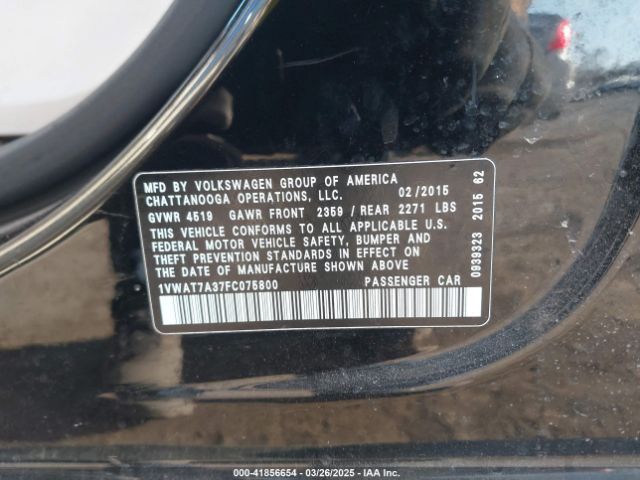 MFD BY VOLKSWAGEN GROUP OF AMERICA
CHATTANOOGA OPERATIONS, LLC. 02/2015
GVWR 4519 GAWR FRONT 2359 / REAR 2271 LBS
THIS VEHICLE CONFORMS TO ALL APPLICABLE U.S.
FEDERAL MOTOR VEHICLE SAFETY, BUMPER AND
THEFT PREVENTION STANDARDS IN EFFECT ON
THE DATE OF MANUFACTURE SHOWN ABOVE
1VWAT7A37FC075800 PASSENGER CAR
0939323 2015 62
000-41856654 - 03/26/2025 - IAA Inc.